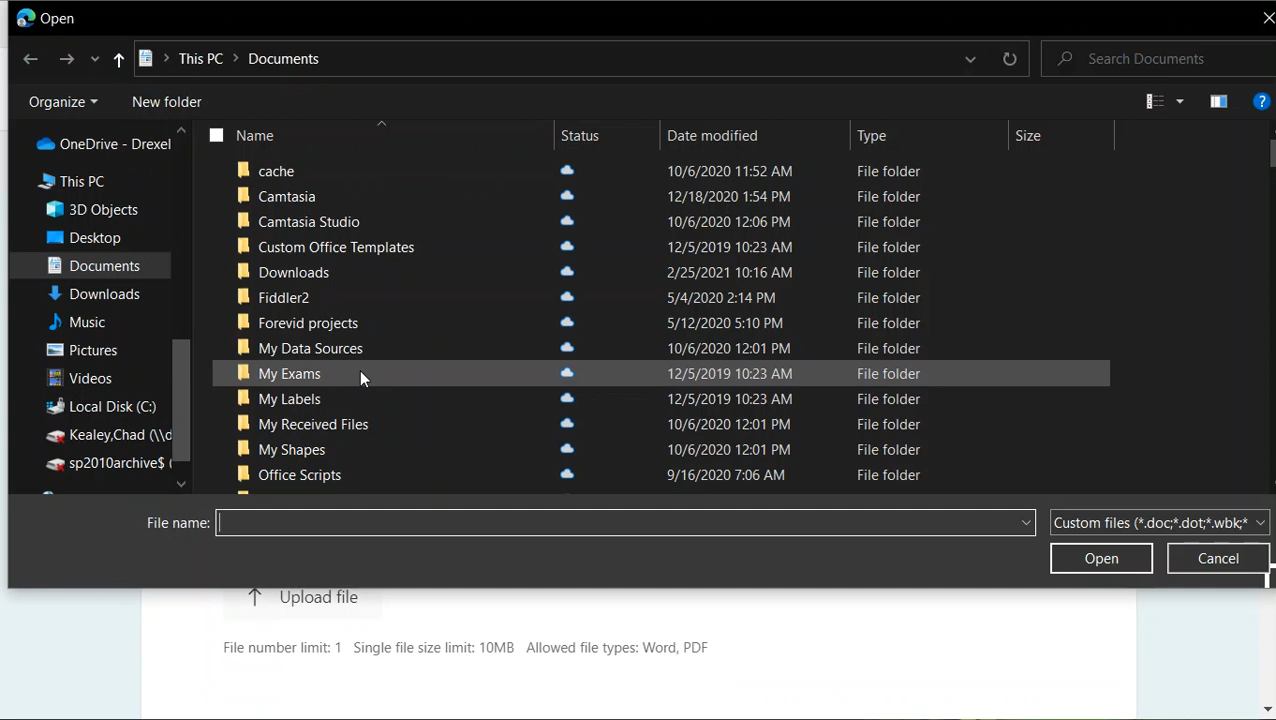 Open
This PC > Documents
Search Documents
Organize
New folder
Name Status Date modified Type Size
OneDrive - Drexel
This PC
3D Objects
Desktop
Documents
Downloads
Music
Pictures
Videos
Local Disk (C:)
Kealey,Chad (\\d
sp2010archive$ (
cache 10/6/2020 11:52 AM File folder
Camtasia 12/18/2020 1:54 PM File folder
Camtasia Studio 10/6/2020 12:06 PM File folder
Custom Office Templates 12/5/2019 10:23 AM File folder
Downloads 2/25/2021 10:16 AM File folder
Fiddler2 5/4/2020 2:14 PM File folder
Forevid projects 5/12/2020 5:10 PM File folder
My Data Sources 10/6/2020 12:01 PM File folder
My Exams 12/5/2019 10:23 AM File folder
My Labels 12/5/2019 10:23 AM File folder
My Received Files 10/6/2020 12:01 PM File folder
My Shapes 10/6/2020 12:01 PM File folder
Office Scripts 9/16/2020 7:06 AM File folder
File name:
Custom files (*.doc;*.dot;*.wbk;*
Open
Cancel
Upload file
File number limit: 1 Single file size limit: 10MB Allowed file types: Word, PDF